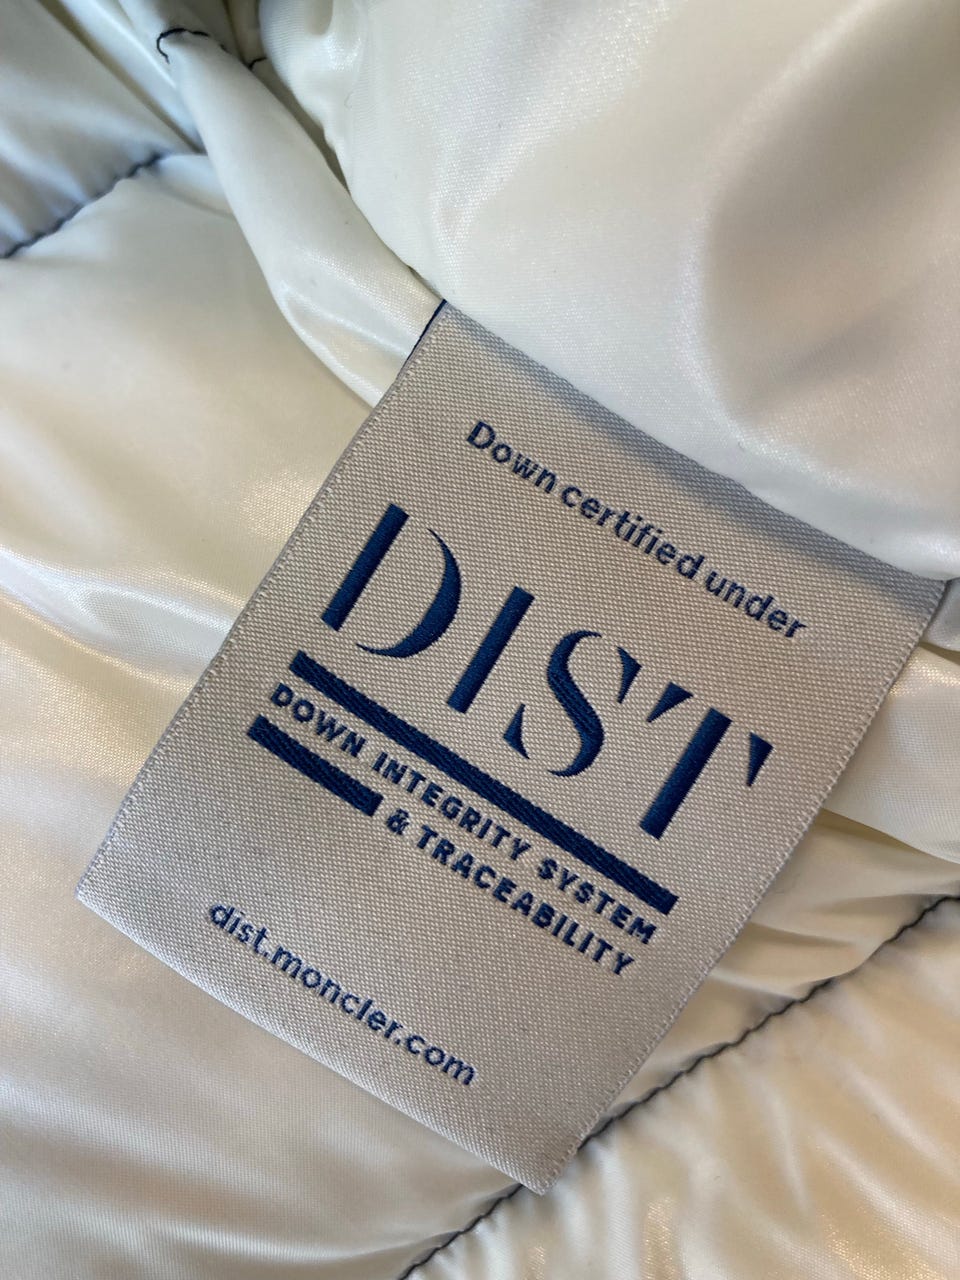 Down certified under
DIST
DOWN INTEGRITY SYSTEM
& TRACEABILITY
dist.moncler.com